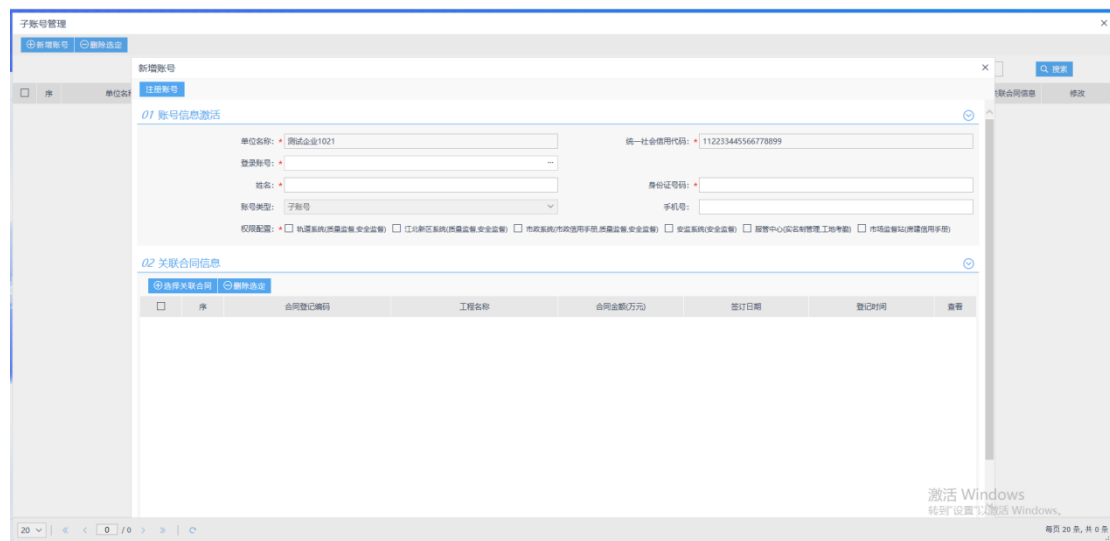 子账号管理 ×
新增账号 删除选定
搜索
序 单位名称 关联合同信息 修改
新增账号 ×
注册账号
01 账号信息激活
单位名称: * 测试企业1021 统一社会信用代码: * 112233445566778899
登录账号: * ...
姓名: * 身份证号码: *
账号类型: 子账号 手机号:
权限配置: * 轨道系统(质量监督,安全监督) 江北新区系统(质量监督,安全监督) 市政系统(市政信用手册,质量监督,安全监督) 安监系统(安全监督) 服管中心(实名制管理,工地考勤) 市场监督站(房建信用手册)
02 关联合同信息
选择关联合同 删除选定
序 合同登记编码 工程名称 合同金额(万元) 签订日期 登记时间 查看
激活 Windows
转到"设置"以激活 Windows。
20 0 / 0 每页 20 条, 共 0 条